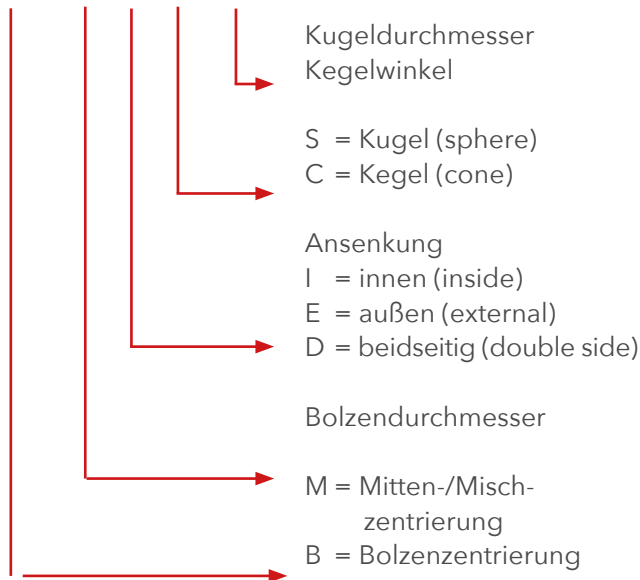 Kugeldurchmesser
Kegelwinkel
S = Kugel (sphere)
C = Kegel (cone)
Ansenkung
I = innen (inside)
E = außen (external)
D = beidseitig (double side)
Bolzendurchmesser
M = Mitten-/Misch-
zentrierung
B = Bolzenzentrierung